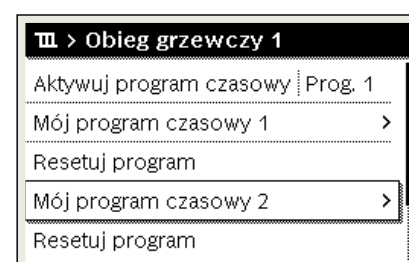 > Obieg grzewczy 1
Aktywuj program czasowy Prog. 1
Mój program czasowy 1 >
Resetuj program
Mój program czasowy 2 >
Resetuj program